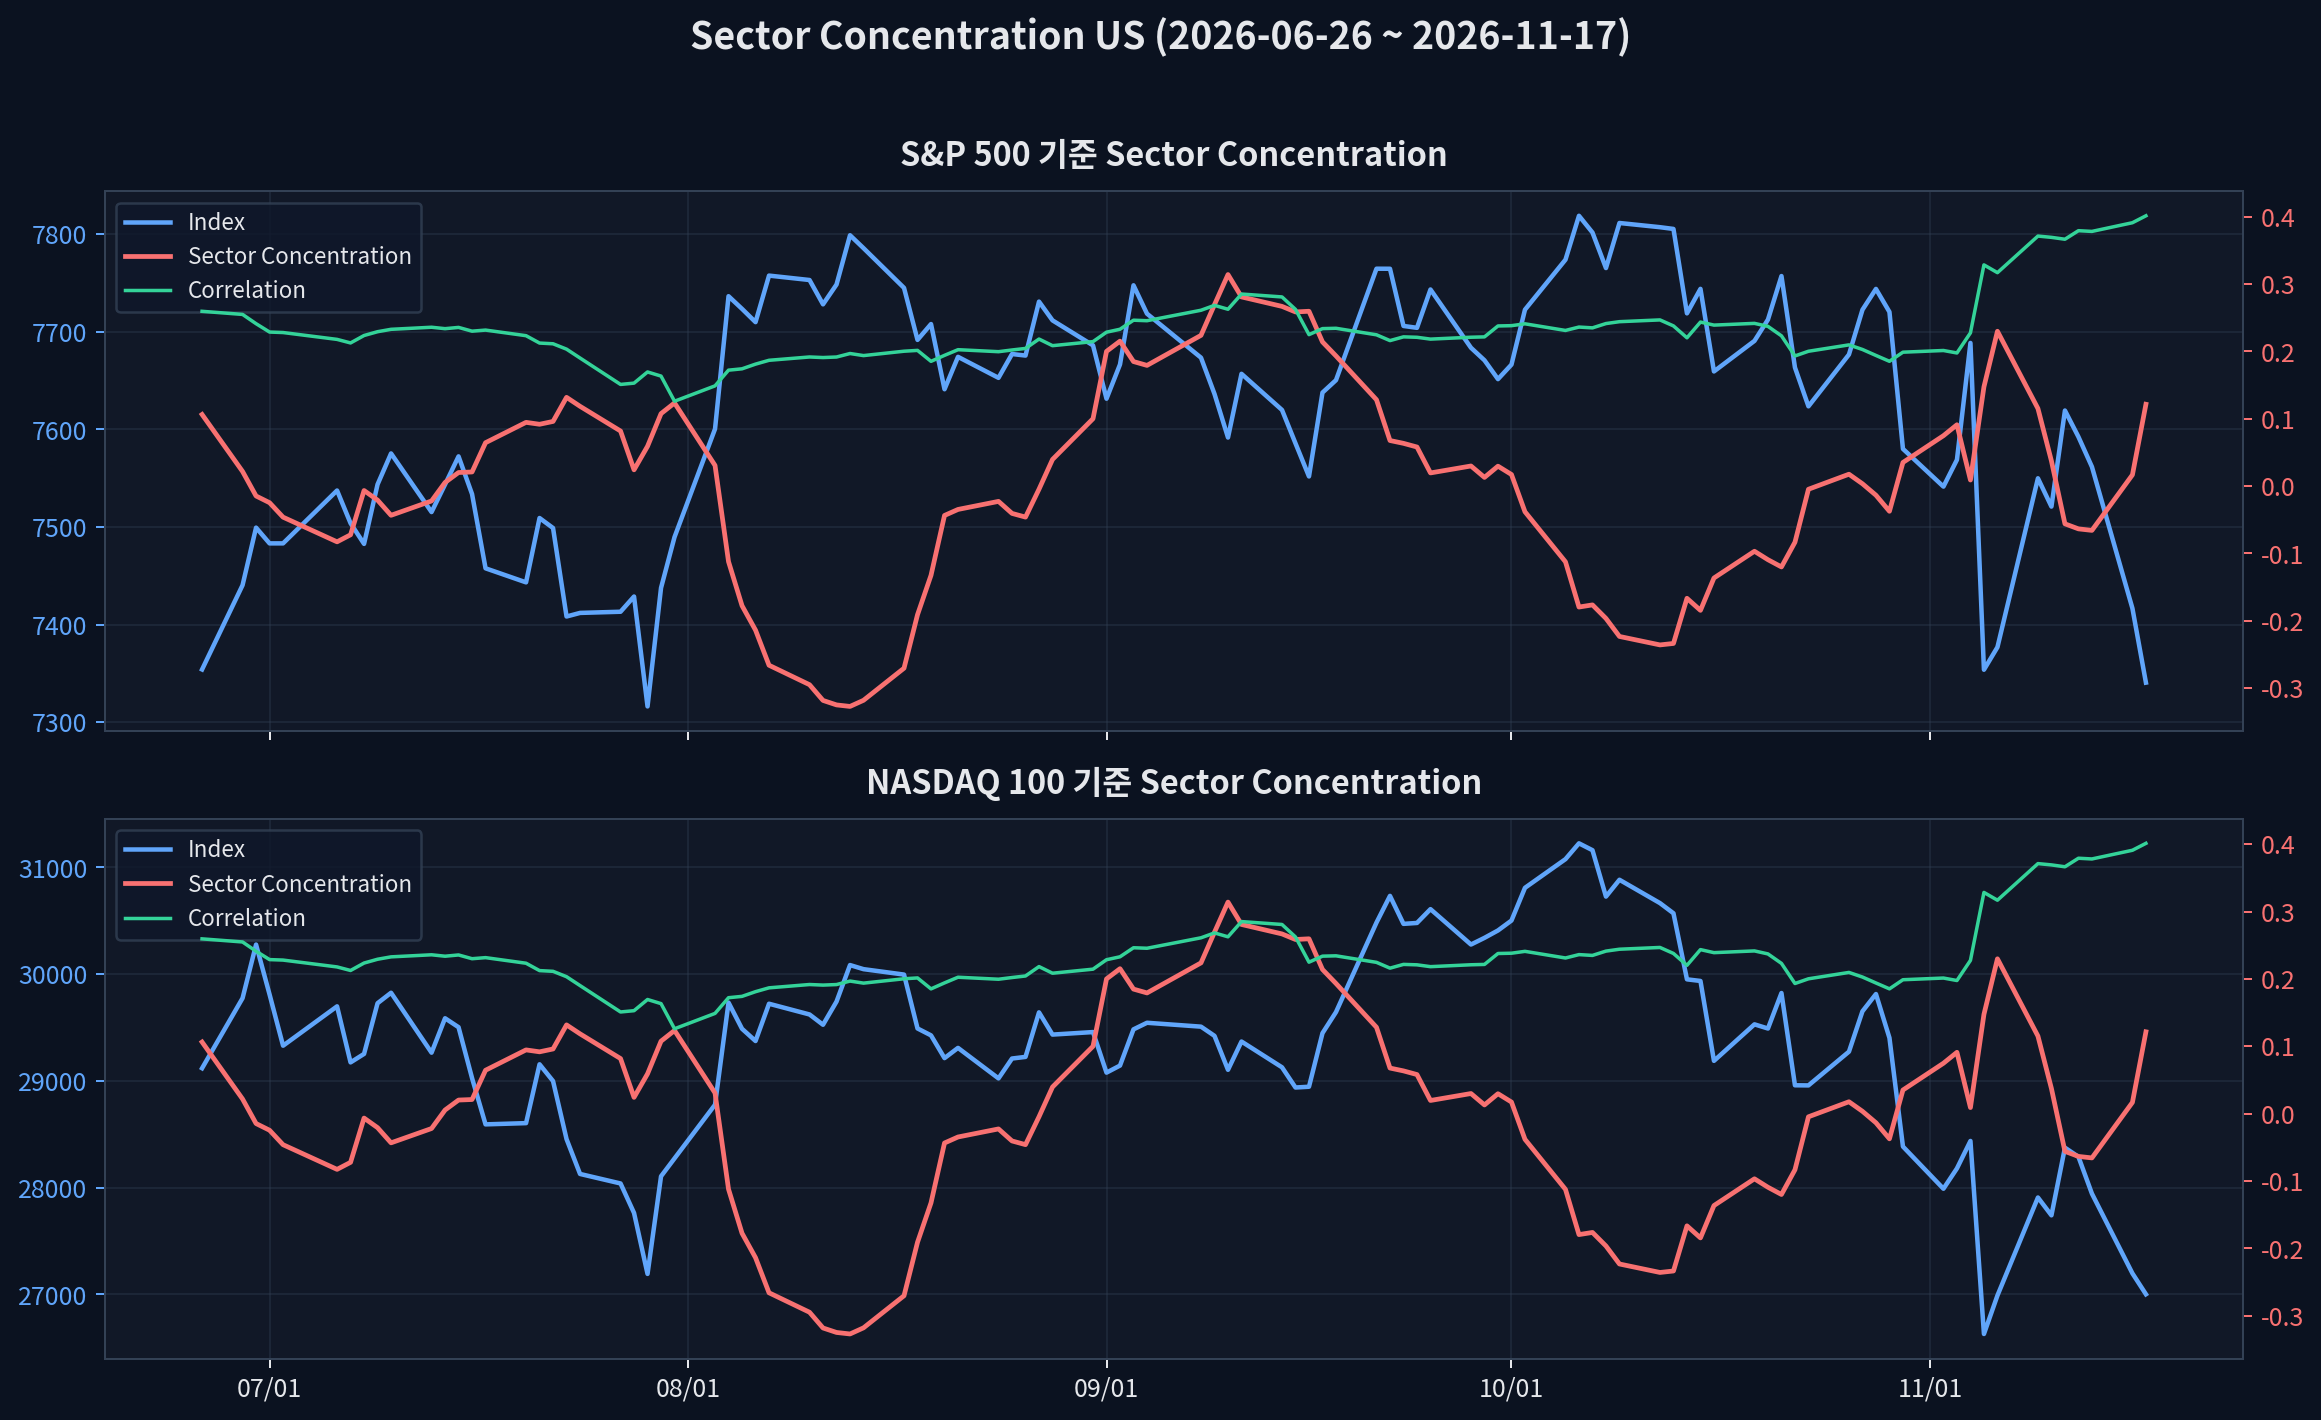 Sector Concentration US (2026-06-26 ~ 2026-11-17)
S&P 500 기준 Sector Concentration
Index
Sector Concentration
Correlation
7800
7700
7600
7500
7400
7300
0.4
0.3
0.2
0.1
0.0
-0.1
-0.2
-0.3
NASDAQ 100 기준 Sector Concentration
Index
Sector Concentration
Correlation
31000
30000
29000
28000
27000
0.4
0.3
0.2
0.1
0.0
-0.1
-0.2
-0.3
07/01 08/01 09/01 10/01 11/01